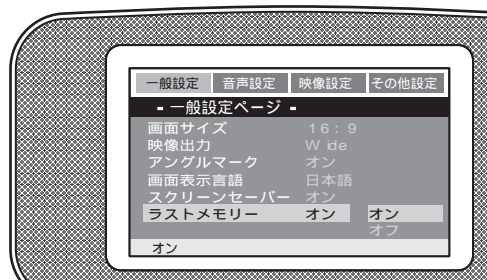 一般設定 音声設定 映像設定 その他設定
- 一般設定ページ -
画面サイズ 16:9
映像出力 Wide
アングルマーク オン
画面表示言語 日本語
スクリーンセーバー オン
ラストメモリー オン オン
オフ
オン